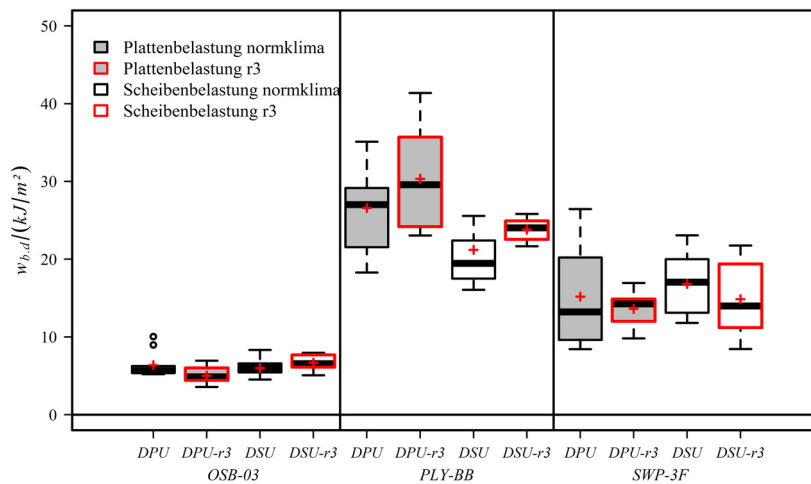 50
40
30
20
10
0
w_{b.d}/(kJ/m²)
Plattenbelastung normklima
Plattenbelastung r3
Scheibenbelastung normklima
Scheibenbelastung r3
DPU DPU-r3 DSU DSU-r3 DPU DPU-r3 DSU DSU-r3 DPU DPU-r3 DSU DSU-r3
OSB-03 PLY-BB SWP-3F